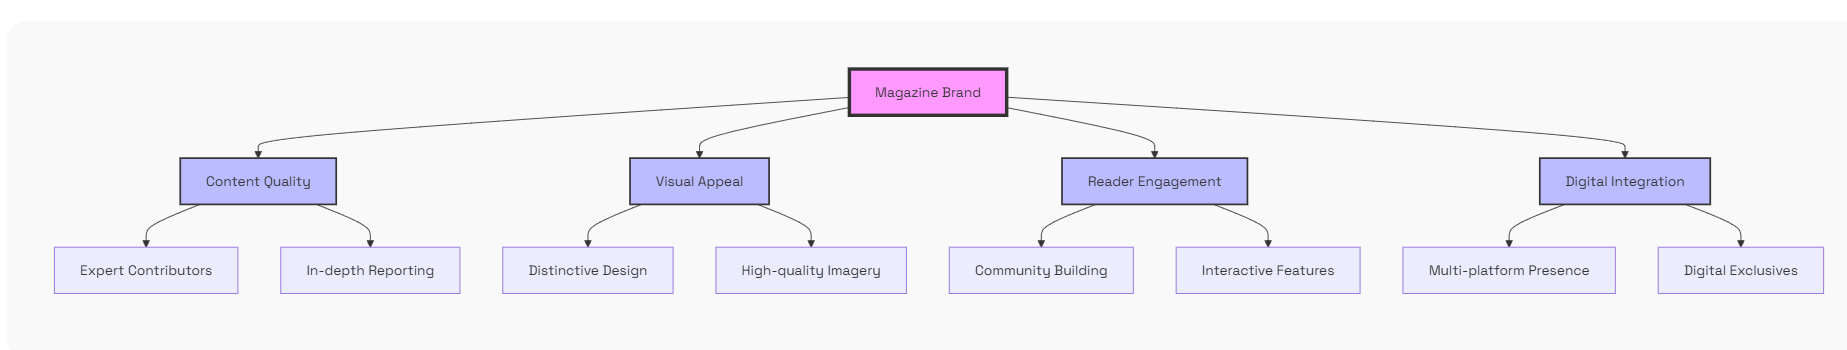 Magazine Brand
Content Quality
Visual Appeal
Reader Engagement
Digital Integration
Expert Contributors
In-depth Reporting
Distinctive Design
High-quality Imagery
Community Building
Interactive Features
Multi-platform Presence
Digital Exclusives